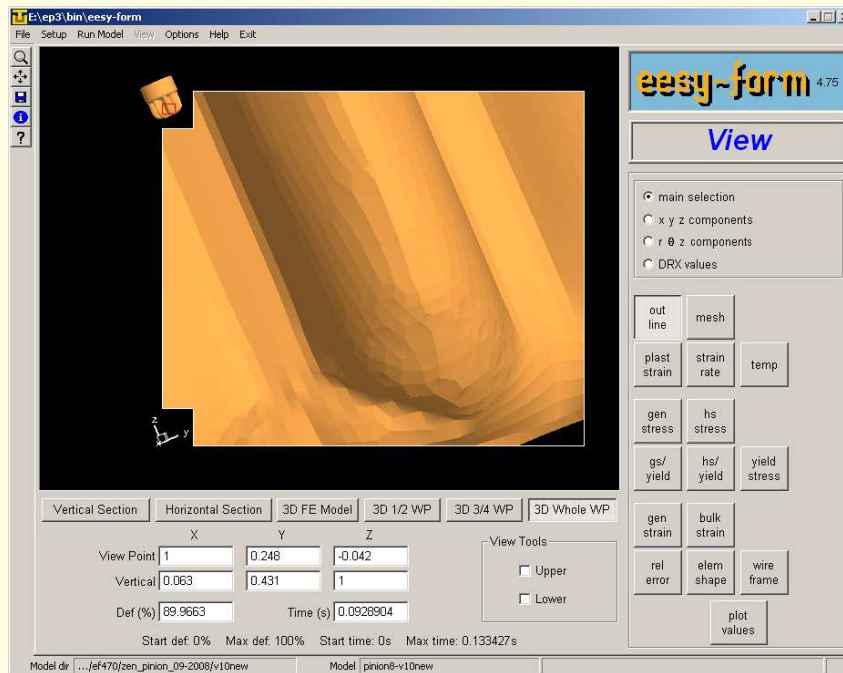 E:\ep3\bin\eesy-form
File Setup Run Model View Options Help Exit
eesy-form 4.75
View
main selection
x y z components
r θ z components
DRX values
out line
mesh
plast strain
strain rate
temp
gen stress
hs stress
gs/ yield
hs/ yield
yield stress
gen strain
bulk strain
rel error
elem shape
wire frame
plot values
z
y
x
Vertical Section Horizontal Section 3D FE Model 3D 1/2 WP 3D 3/4 WP 3D Whole WP
X Y Z
View Point 1 0.248 -0.042
Vertical 0.063 0.431 1
Def (%) 89.9663 Time (s) 0.0928904
View Tools
Upper
Lower
Start def: 0% Max def: 100% Start time: 0s Max time: 0.133427s
Model dir .../ef470/zen_pinion_09-2008/v10new Model pinion8-v10new